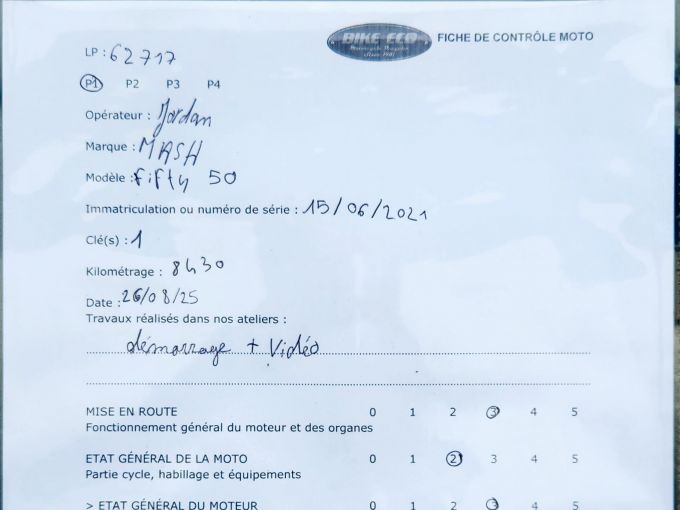 BIKE ECO
FICHE DE CONTRÔLE MOTO
LP : 62717
P1 P2 P3 P4
Opérateur : Jordan
Marque : MASH
Modèle : Fifty 50
Immatriculation ou numéro de série : 15/06/2021
Clé(s) : 1
Kilométrage : 8430
Date : 26/08/25
Travaux réalisés dans nos ateliers :
démarrage + Vidéo
MISE EN ROUTE 0 1 2 3 4 5
Fonctionnement général du moteur et des organes
ETAT GÉNÉRAL DE LA MOTO 0 1 2 3 4 5
Partie cycle, habillage et équipements
> ETAT GÉNÉRAL DU MOTEUR 0 1 2 3 4 5